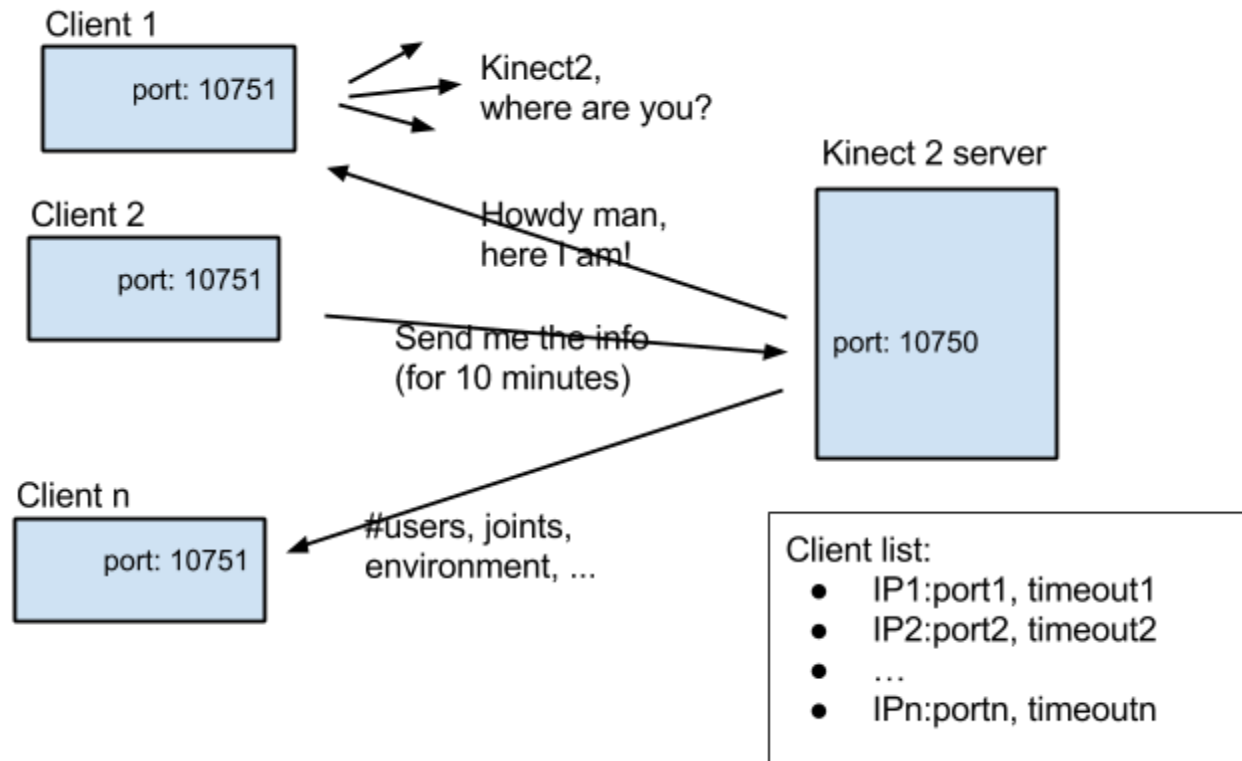 Client 1
port: 10751
Kinect2,
where are you?
Kinect 2 server
Client 2
Howdy man,
here I am!
port: 10751
Send me the info
(for 10 minutes)
port: 10750
Client n
#users, joints,
environment, ...
port: 10751
Client list:
● IP1:port1, timeout1
● IP2:port2, timeout2
● …
● IPn:portn, timeoutn